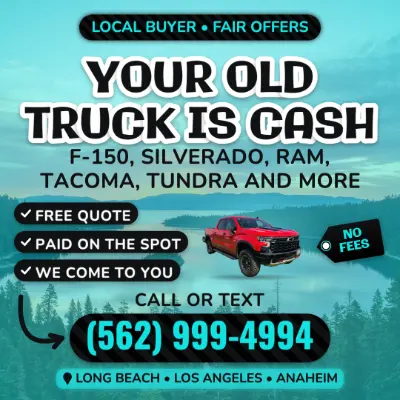 LOCAL BUYER • FAIR OFFERS
YOUR OLD
TRUCK IS CASH
F-150, SILVERADO, RAM,
TACOMA, TUNDRA AND MORE
FREE QUOTE
PAID ON THE SPOT
WE COME TO YOU
NO
FEES
CALL OR TEXT
(562) 999-4994
LONG BEACH • LOS ANGELES • ANAHEIM